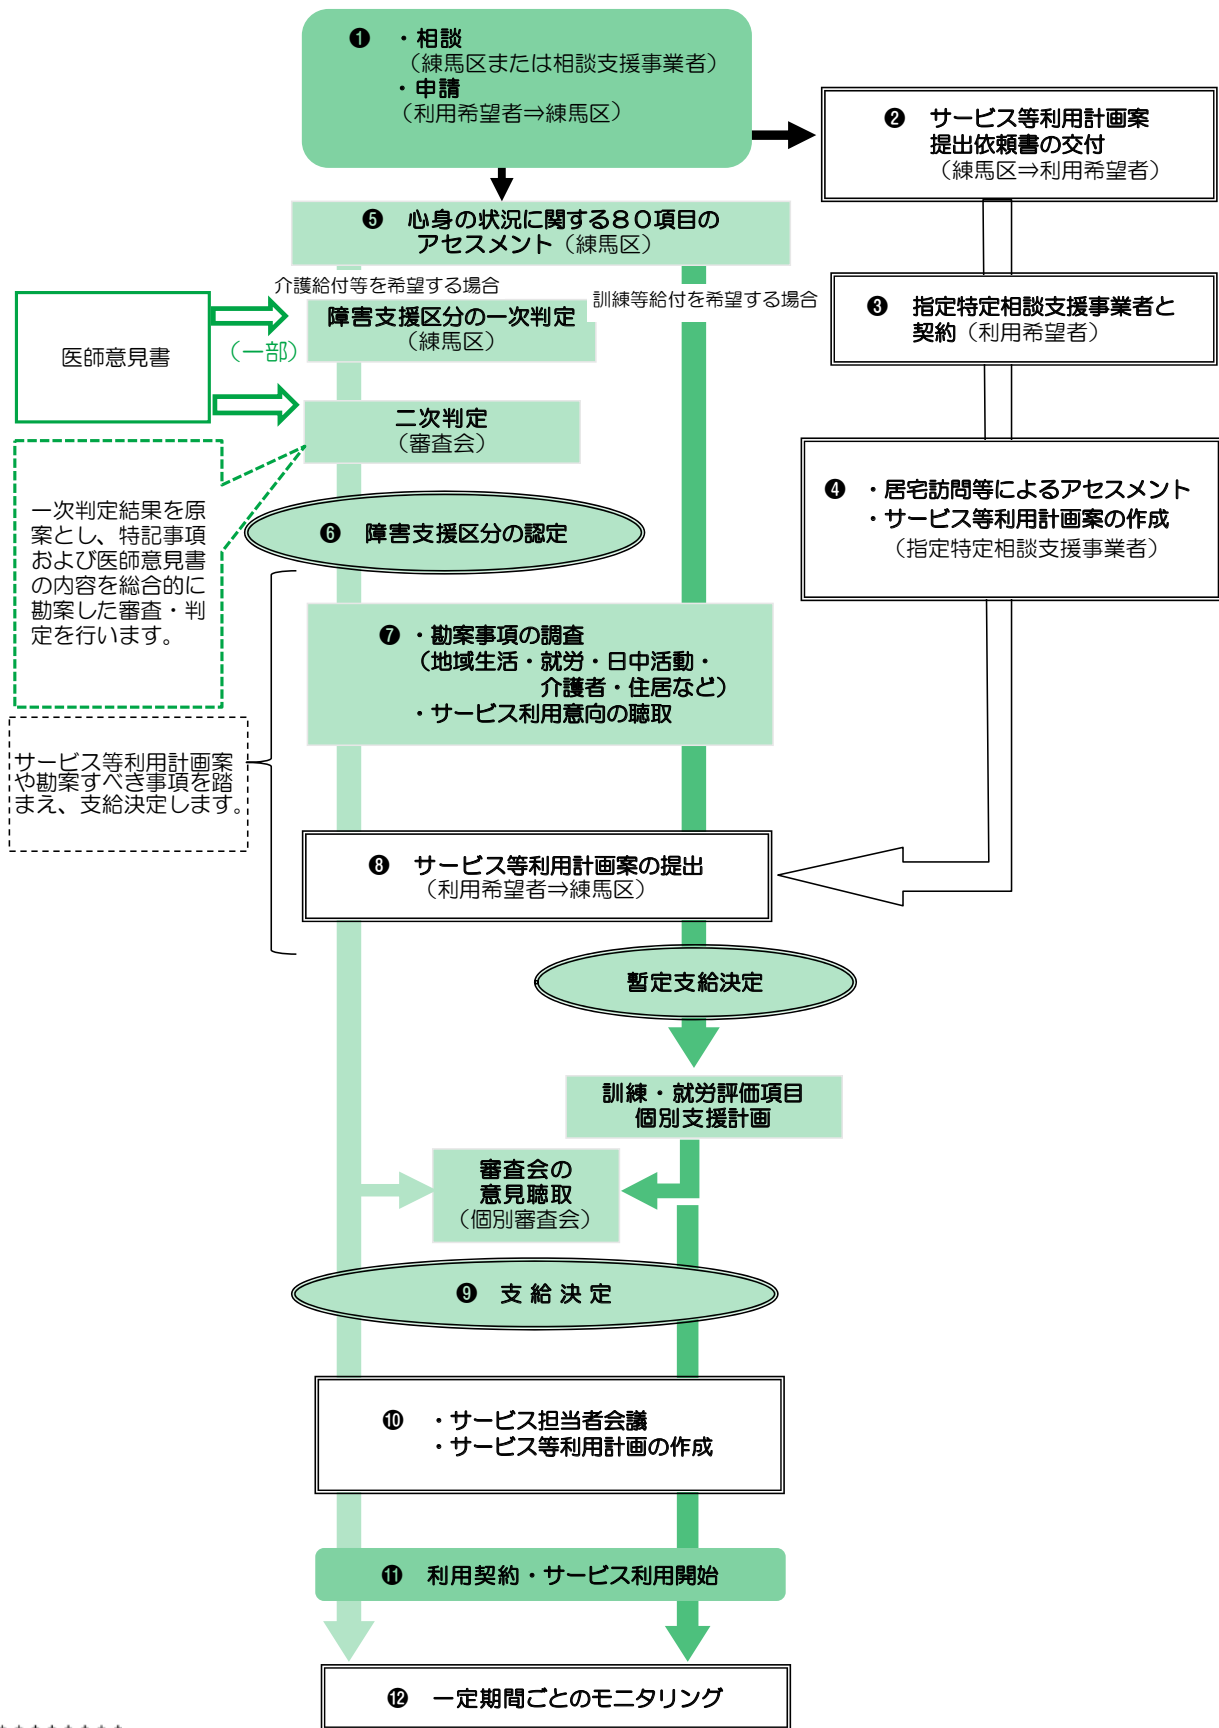 ❶ ・相談
（練馬区または相談支援事業者）
・申請
（利用希望者⇒練馬区）
❷ サービス等利用計画案
提出依頼書の交付
（練馬区⇒利用希望者）
❺ 心身の状況に関する８０項目の
アセスメント（練馬区）
介護給付等を希望する場合
訓練等給付を希望する場合
❸ 指定特定相談支援事業者と
契約（利用希望者）
障害支援区分の一次判定
（練馬区）
医師意見書
（一部）
二次判定
（審査会）
❹ ・居宅訪問等によるアセスメント
・サービス等利用計画案の作成
（指定特定相談支援事業者）
一次判定結果を原
案とし、特記事項
および医師意見書
の内容を総合的に
勘案した審査・判
定を行います。
❻ 障害支援区分の認定
❼ ・勘案事項の調査
（地域生活・就労・日中活動・
介護者・住居など）
・サービス利用意向の聴取
サービス等利用計画案
や勘案すべき事項を踏
まえ、支給決定します。
❽ サービス等利用計画案の提出
（利用希望者⇒練馬区）
暫定支給決定
訓練・就労評価項目
個別支援計画
審査会の
意見聴取
（個別審査会）
❾ 支 給 決 定
❿ ・サービス担当者会議
・サービス等利用計画の作成
⓫ 利用契約・サービス利用開始
⓬ 一定期間ごとのモニタリング